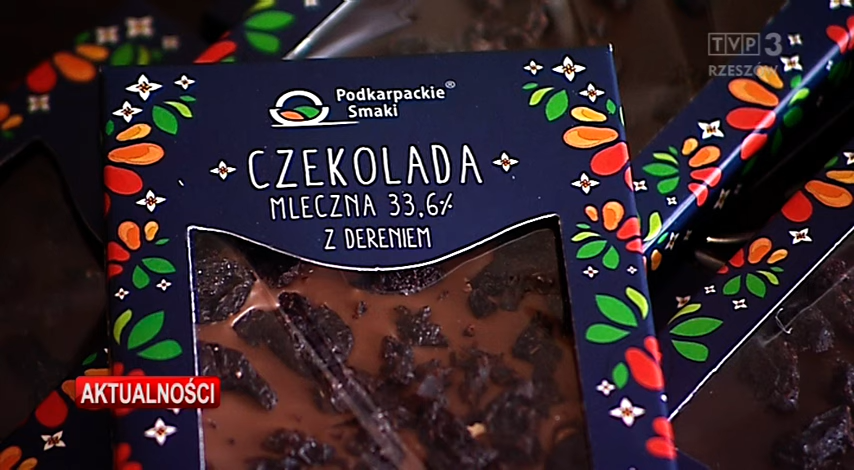 TVP3
RZESZÓW
Podkarpackie®
Smaki
CZEKOLADA
MLECZNA 33,6%
Z DERENIEM
AKTUALNOŚCI